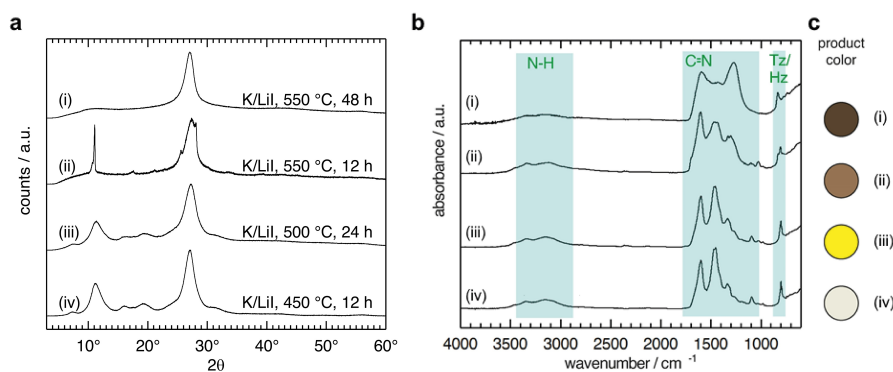 a
counts / a.u.
(i) K/LiI, 550 °C, 48 h
(ii) K/LiI, 550 °C, 12 h
(iii) K/LiI, 500 °C, 24 h
(iv) K/LiI, 450 °C, 12 h
10° 20° 30° 40° 50° 60°
2θ
b
absorbance / a.u.
N-H
C=N
Tz/
Hz
(i)
(ii)
(iii)
(iv)
4000 3500 3000 2500 2000 1500 1000
wavenumber / cm -1
c
product
color
(i)
(ii)
(iii)
(iv)